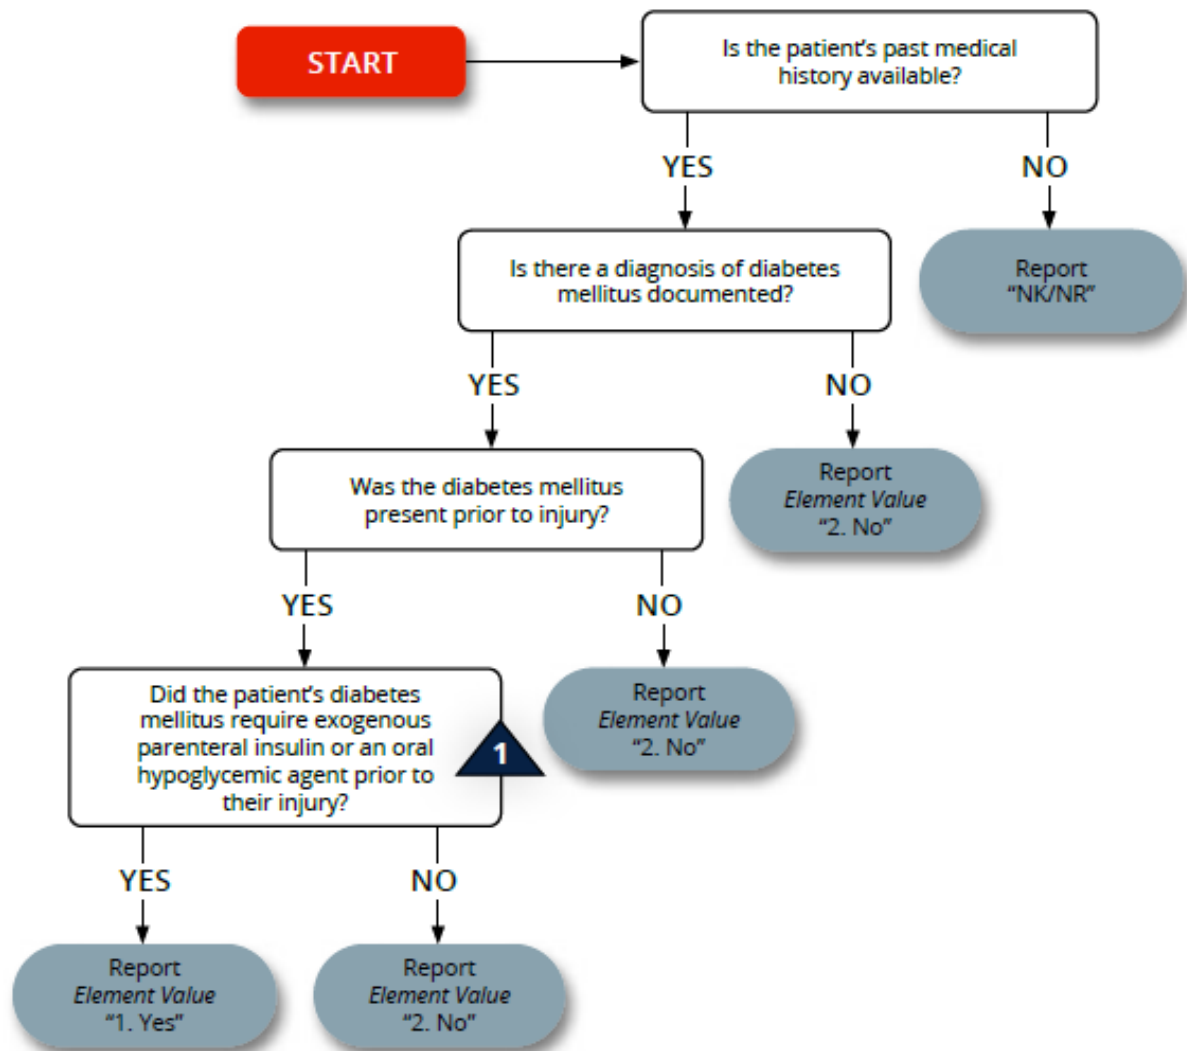 START
Is the patient's past medical
history available?
YES
NO
Is there a diagnosis of diabetes
mellitus documented?
Report
“NK/NR”
YES
NO
Was the diabetes mellitus
present prior to injury?
Report
Element Value
“2. No”
YES
NO
Did the patient’s diabetes
mellitus require exogenous
parenteral insulin or an oral
hypoglycemic agent prior to
their injury?
1
Report
Element Value
“2. No”
YES
NO
Report
Element Value
“1. Yes”
Report
Element Value
“2. No”